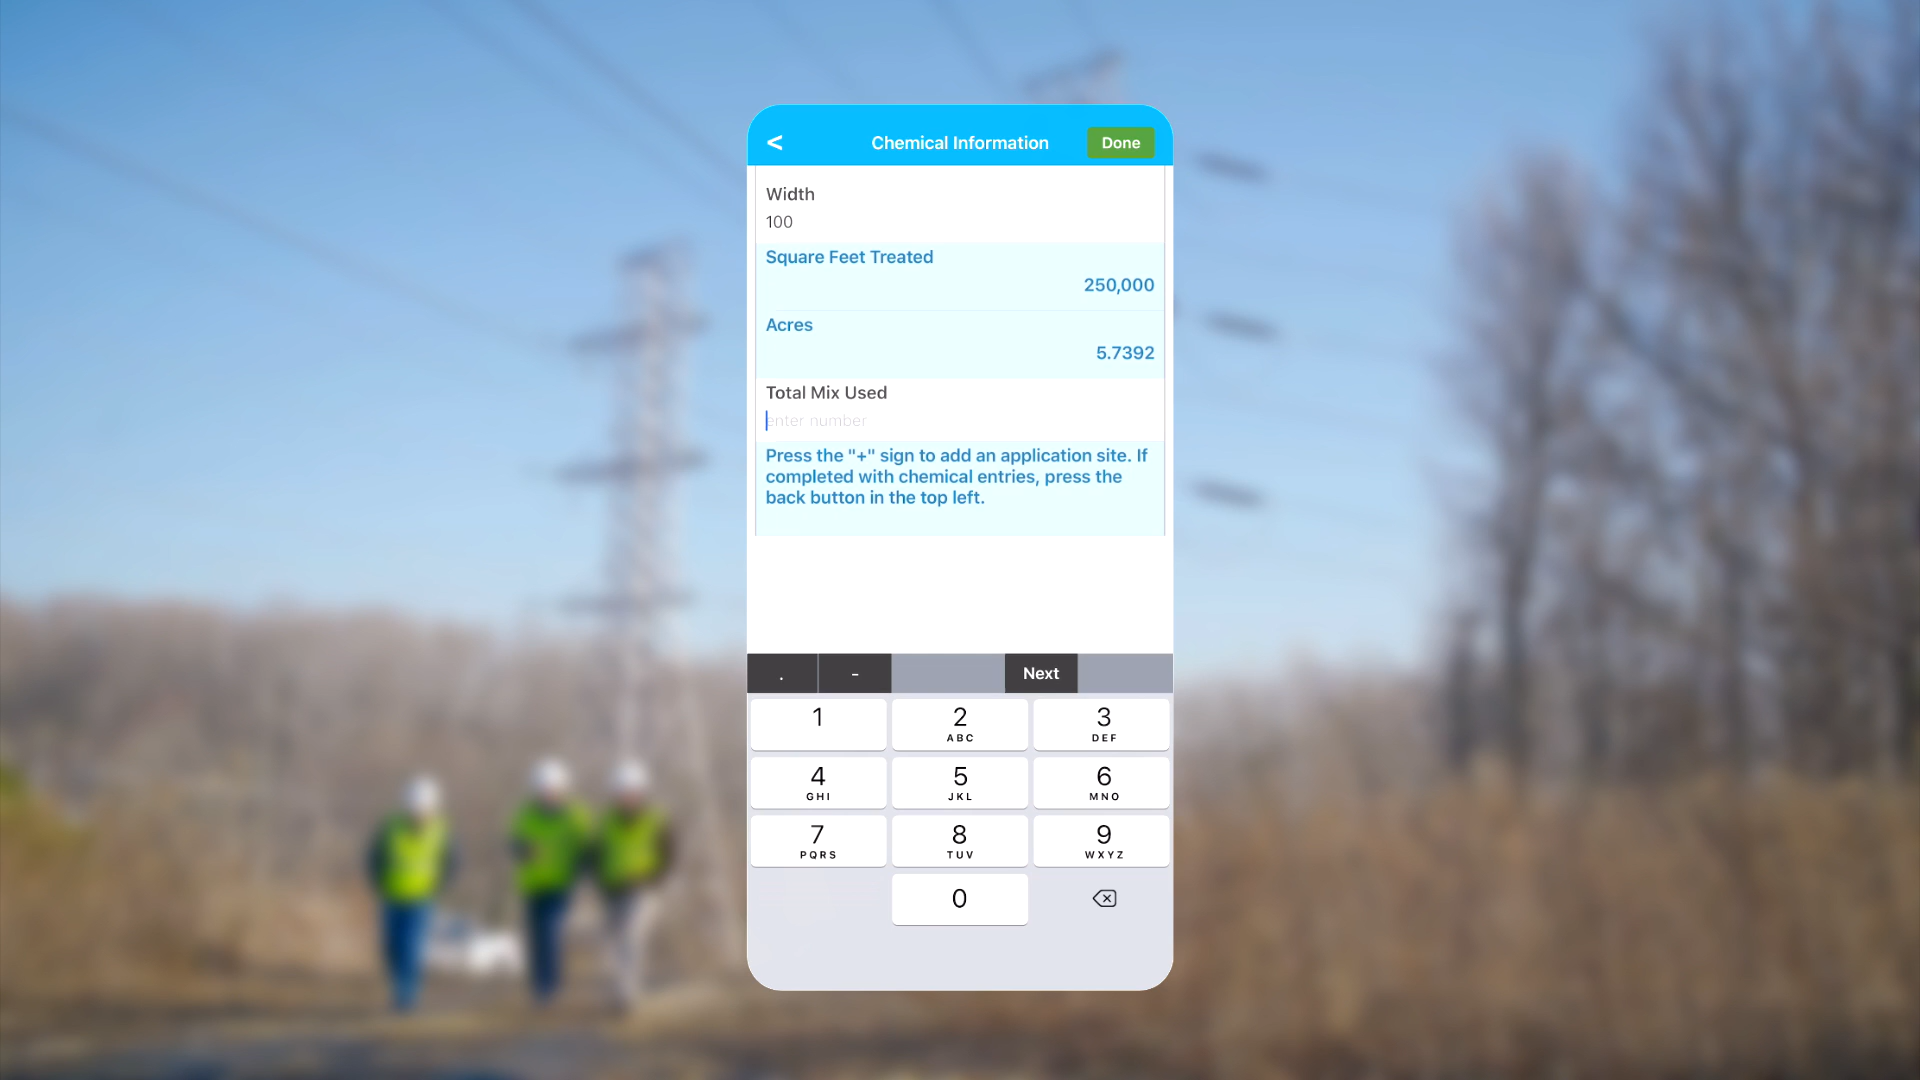 <
Chemical Information
Done
Width
100
Square Feet Treated
250,000
Acres
5.7392
Total Mix Used
enter number
Press the "+" sign to add an application site. If
completed with chemical entries, press the
back button in the top left.
. - Next
1 2 3
ABC DEF
4 5 6
GHI JKL MNO
7 8 9
PQRS TUV WXYZ
0